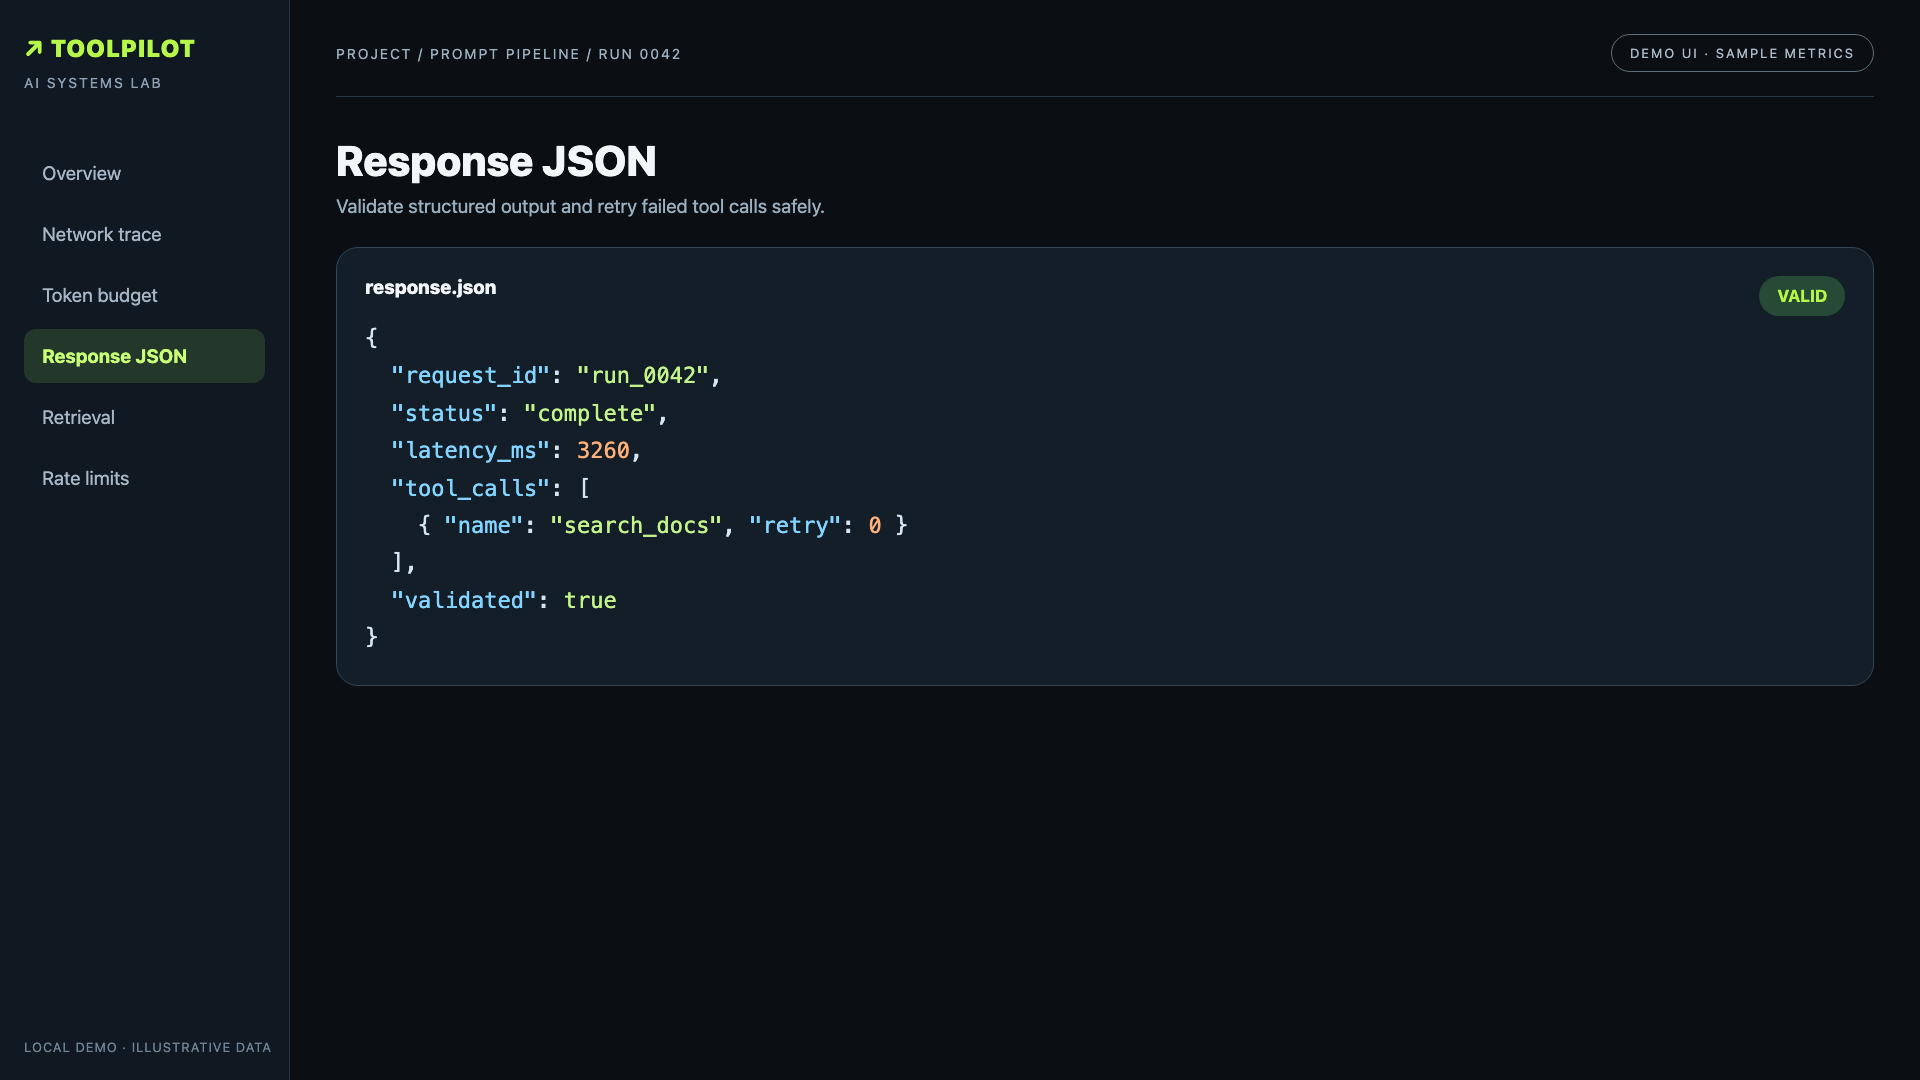 TOOLPILOT
AI SYSTEMS LAB
Overview
Network trace
Token budget
Response JSON
Retrieval
Rate limits
LOCAL DEMO · ILLUSTRATIVE DATA
PROJECT / PROMPT PIPELINE / RUN 0042
DEMO UI · SAMPLE METRICS
Response JSON
Validate structured output and retry failed tool calls safely.
response.json
VALID
{
  "request_id": "run_0042",
  "status": "complete",
  "latency_ms": 3260,
  "tool_calls": [
    { "name": "search_docs", "retry": 0 }
  ],
  "validated": true
}